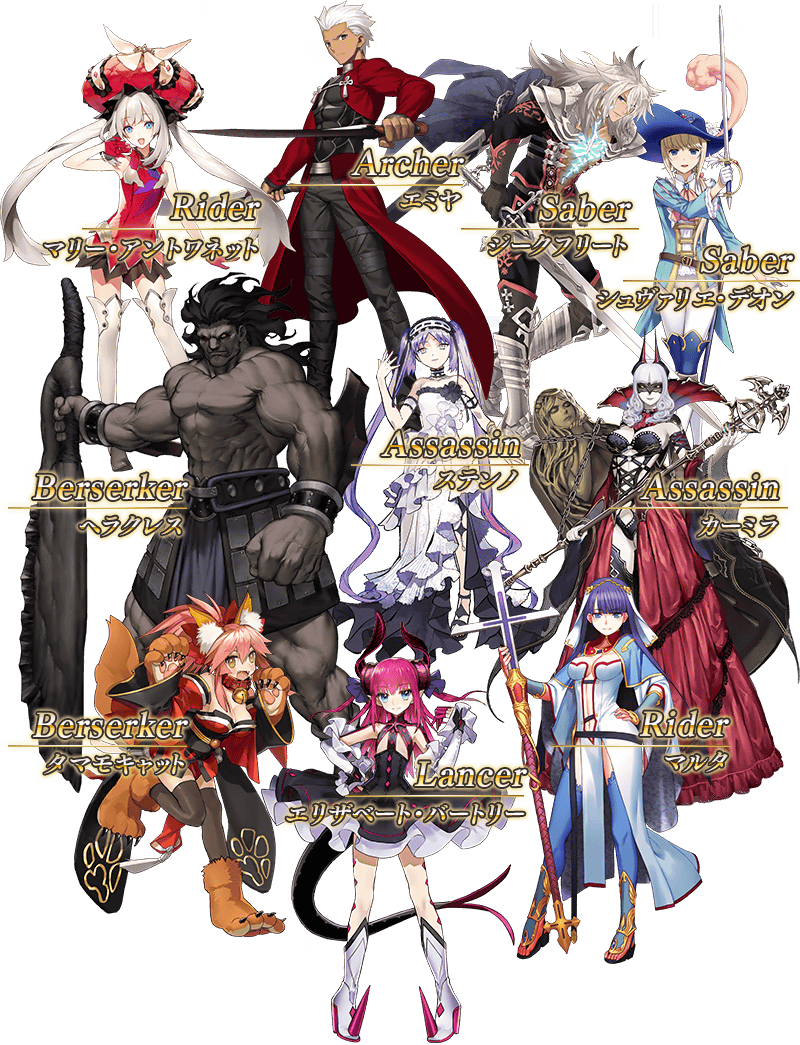 Archer
エミヤ
Rider
マリー・アントワネット
Saber
ジークフリート
Saber
シュヴァリエ・デオン
Assassin
ステンノ
Berserker
ヘラクレス
Assassin
カーミラ
Berserker
タマモキャット
Rider
マルタ
Lancer
エリザベート・バートリー